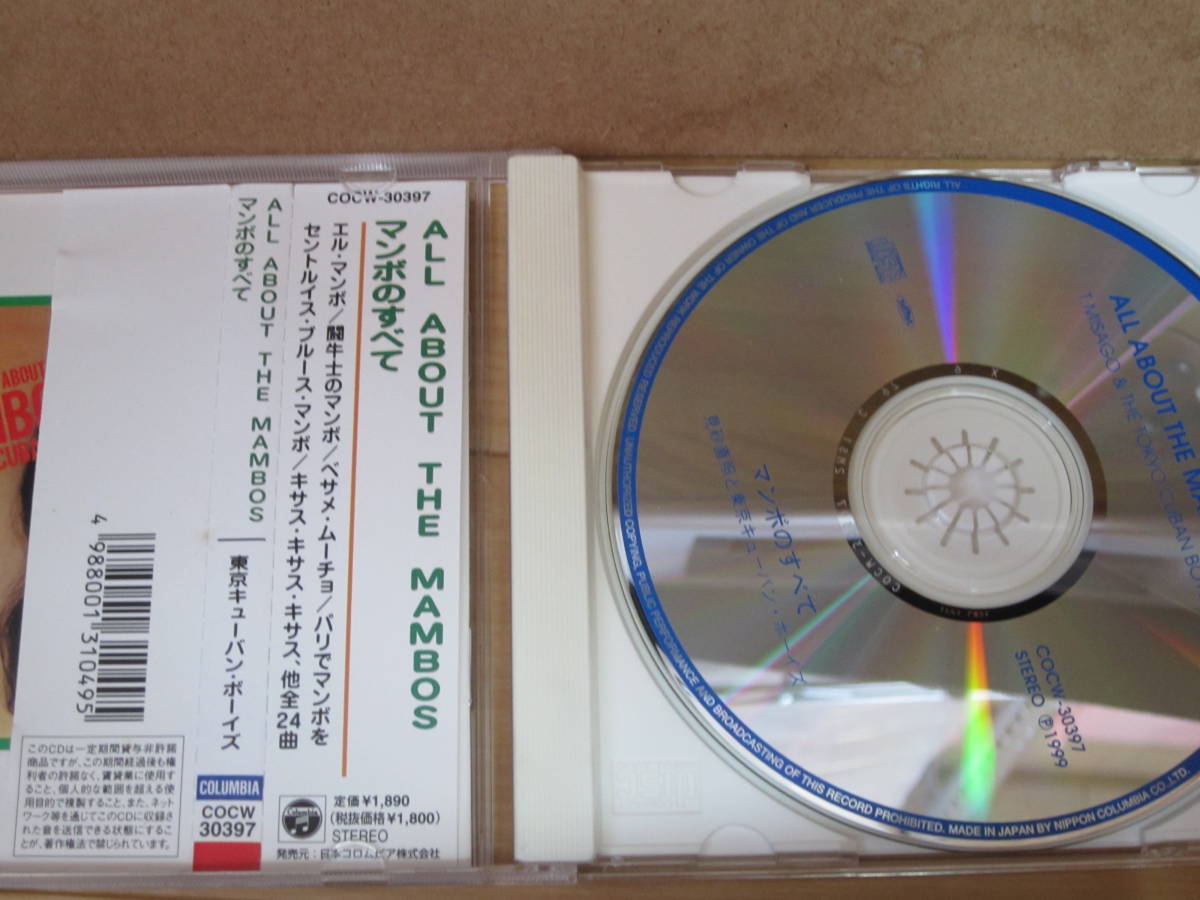 ABOUT
COCW-30397
ALL ABOUT THE MAMBOS
マンボのすべて
エル・マンボ/闘牛士のマンボ/ベサメ・ムーチョ/パリでマンボを
セントルイス・ブルース・マンボ/キサス・キサス・キサス、他全24曲
定価¥1,890
(税抜価格¥1,800)
STEREO
発売元:日本コロムビア株式会社
Columbia
ALL ABOUT THE MAMBOS
マンボのすべて
東京キューバン・ボーイズ
COLUMBIA
COCW
30397
4 988001 310495
このCDは一定期間貸与非許諾
商品ですが、この期間経過後も権
利者の許諾なく、賃貸業に使用す
ること、個人的な範囲を超える使
用目的で複製すること、また、ネット
ワーク等を通じてこのCDに収録さ
れた音を送信できる状態にするこ
とが、著作権法で禁じられています。
ALL ABOUT THE MA
T.MISAGO & THE TOKYO CUBAN BO
マンボのすべて
見砂直照と東京キューバン・ボーイズ
COCW-30397
STEREO Ⓟ1999
ALL RIGHTS OF THE PRODUCER AND OF THE OWNER OF THE WORK REPRODUCED RESERVED. UNAUTHORIZED COPYING, PUBLIC PERFORMANCE AND BROADCASTING OF THIS RECORD PROHIBITED. MADE IN JAPAN BY NIPPON COLUMBIA CO.,LTD.